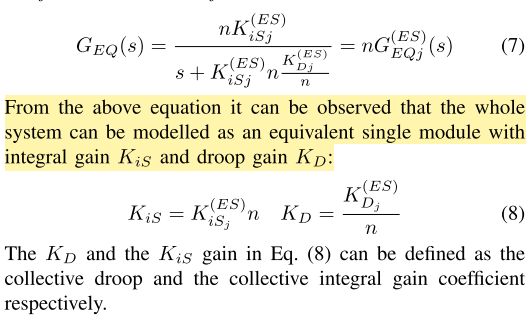 G_{EQ}(s) = \frac{nK_{iSj}^{(ES)}}{s + K_{iSj}^{(ES)} n \frac{K_{Dj}^{(ES)}}{n}} = nG_{EQj}^{(ES)}(s) (7)
From the above equation it can be observed that the whole
system can be modelled as an equivalent single module with
integral gain K_{iS} and droop gain K_D:
K_{iS} = K_{iS_j}^{(ES)} n K_D = \frac{K_{D_j}^{(ES)}}{n} (8)
The K_D and the K_{iS} gain in Eq. (8) can be defined as the
collective droop and the collective integral gain coefficient
respectively.